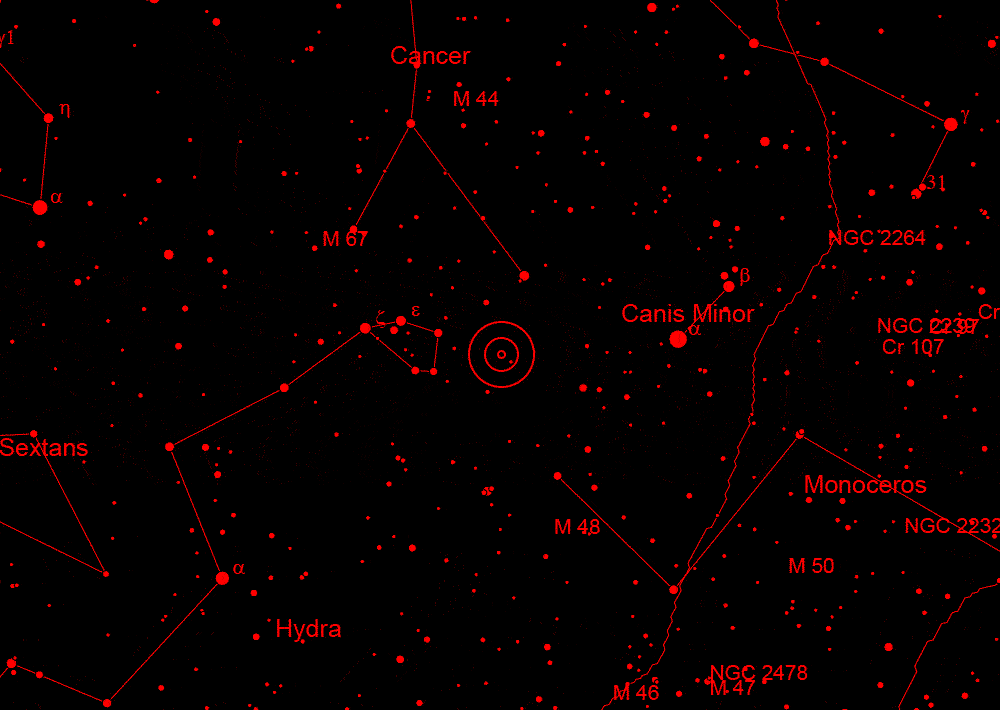 Cancer
γ1
M 44
η
γ
31
α
M 67
NGC 2264
β
ε
ζ
Canis Minor
Cr
α
NGC
Cr 107
Sextans
Monoceros
M 48
NGC 2232
M 50
α
Hydra
NGC 2478
M 47
M 46